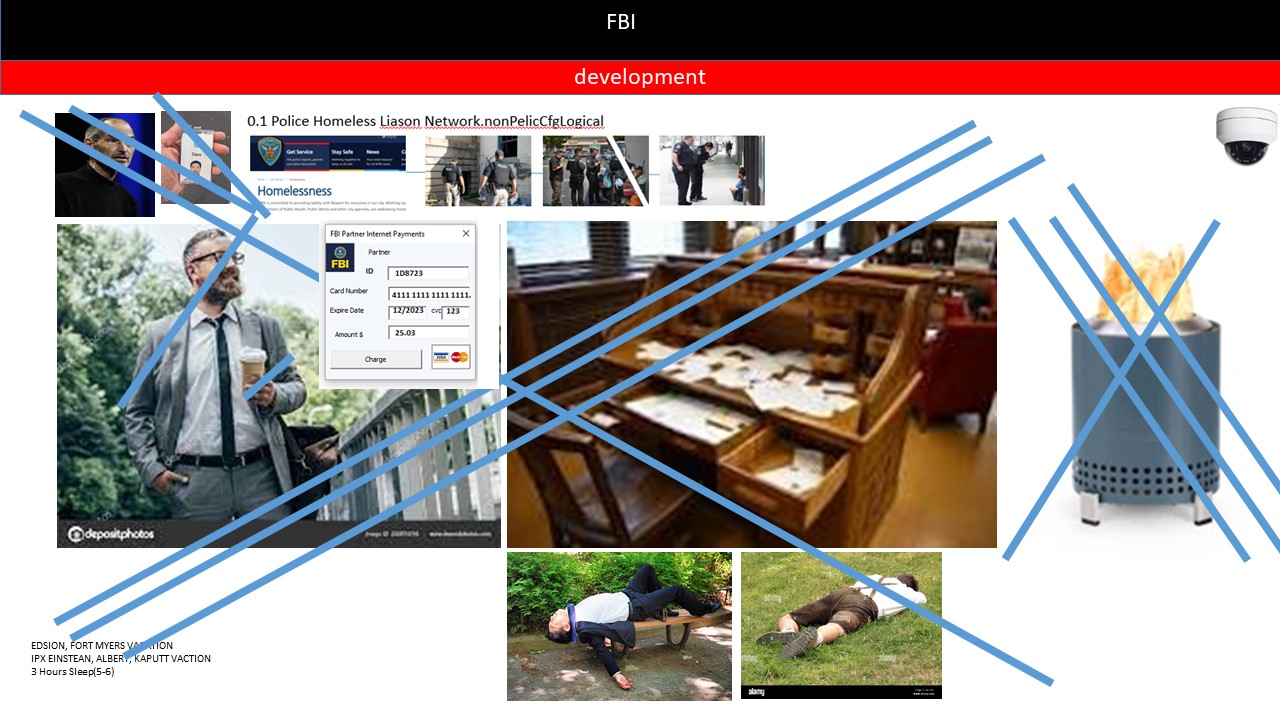 FBI
development
0.1 Police Homeless Liason Network.nonPelicCfgLogical
Get Service
Stay Safe
News
Homelessness
FBI Partner Internet Payments
Partner
FBI
ID
1D8723
Card Number
4111 1111 1111 1111.
Expire Date
12/2023
cvc
123
Amount $
25.03
Charge
VISA
depositphotos
alamy
alamy
alamy
EDSION, FORT MYERS VACATION
IPX EINSTEAN, ALBERT, KAPUTT VACTION
3 Hours Sleep(5-6)